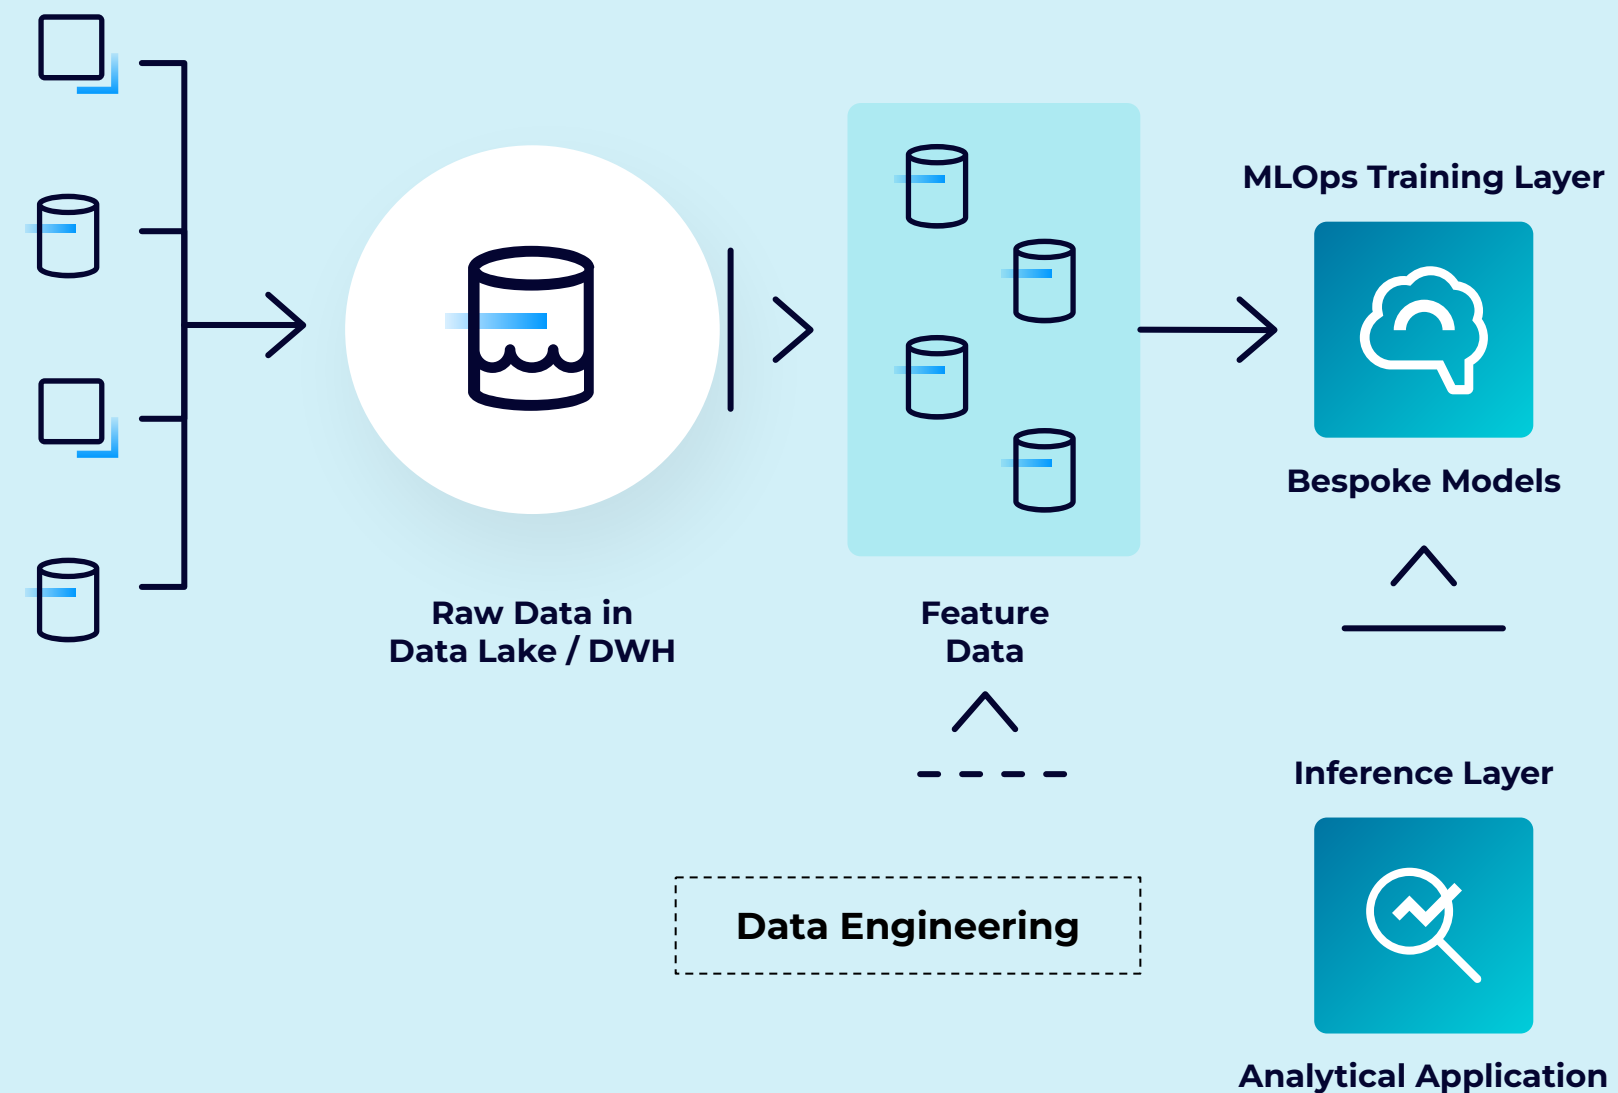 MLOps Training Layer
Bespoke Models
Raw Data in
Data Lake / DWH
Feature
Data
Inference Layer
Data Engineering
Analytical Application